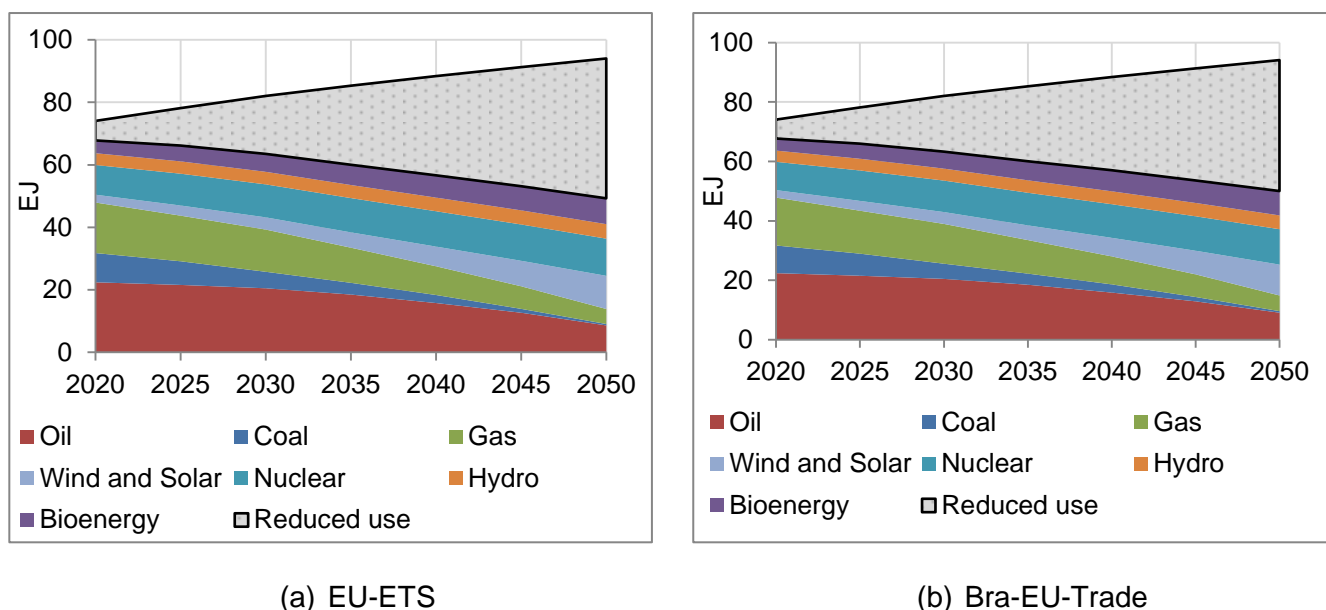 100
80
60
40
20
0
EJ
2020 2025 2030 2035 2040 2045 2050
Oil Coal Gas
Wind and Solar Nuclear Hydro
Bioenergy Reduced use
(a) EU-ETS
100
80
60
40
20
0
EJ
2020 2025 2030 2035 2040 2045 2050
Oil Coal Gas
Wind and Solar Nuclear Hydro
Bioenergy Reduced use
(b) Bra-EU-Trade